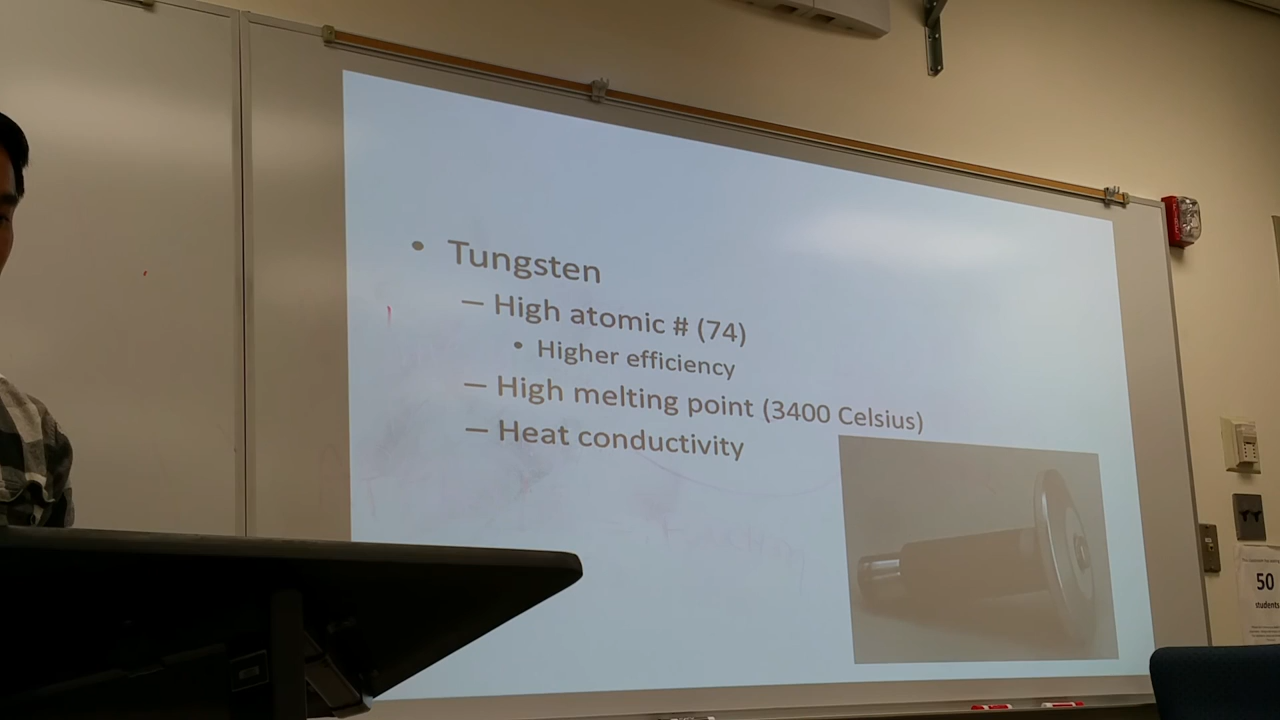 • Tungsten
– High atomic # (74)
• Higher efficiency
– High melting point (3400 Celsius)
– Heat conductivity
50
students